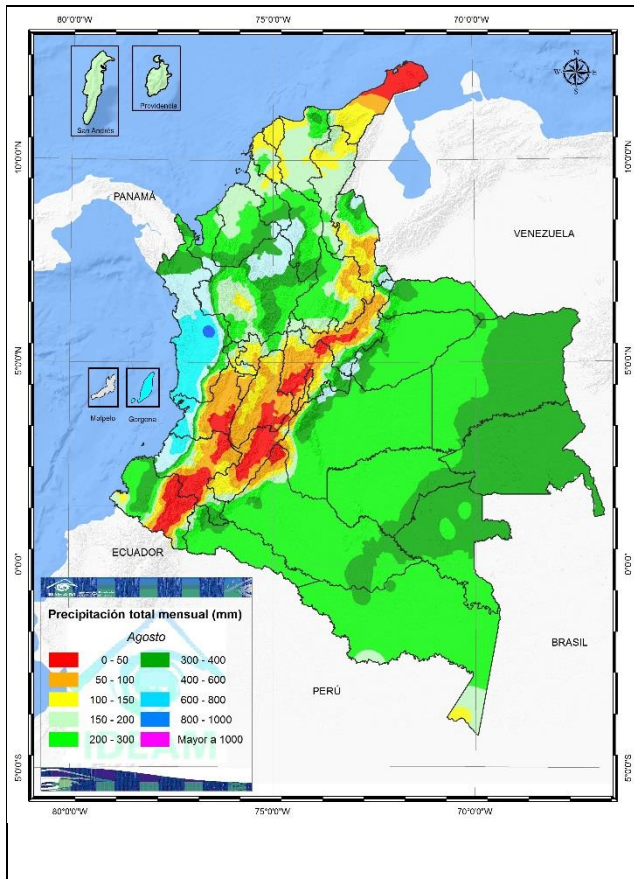 80°0'0"W 75°0'0"W 70°0'0"W
San Andrés
Providencia
N
W E
S
10°0'0"N
10°0'0"N
PANAMÁ
VENEZUELA
5°0'0"N
5°0'0"N
Malpelo
Gorgona
0°0'0"
0°0'0"
ECUADOR
BRASIL
PERÚ
5°0'0"S
5°0'0"S
IDEAM
Precipitación total mensual (mm)
Agosto
0 - 50 300 - 400
50 - 100 400 - 600
100 - 150 600 - 800
150 - 200 800 - 1000
200 - 300 Mayor a 1000
IDEAM
80°0'0"W 75°0'0"W 70°0'0"W